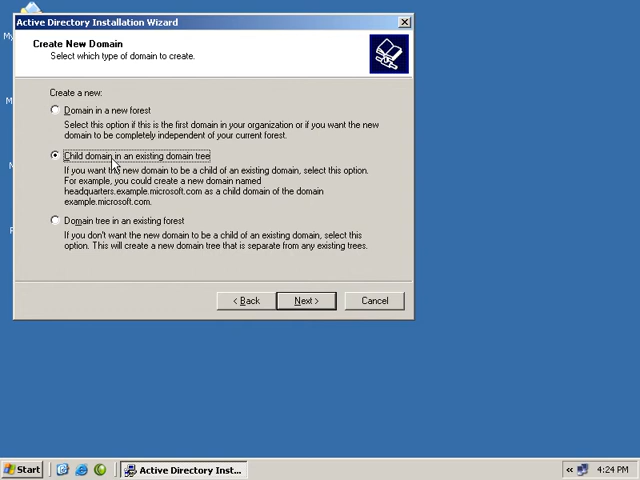 Active Directory Installation Wizard
Create New Domain
Select which type of domain to create.
Create a new:
Domain in a new forest
Select this option if this is the first domain in your organization or if you want the new
domain to be completely independent of your current forest.
Child domain in an existing domain tree
If you want the new domain to be a child of an existing domain, select this option.
For example, you could create a new domain named
headquarters.example.microsoft.com as a child domain of the domain
example.microsoft.com.
Domain tree in an existing forest
If you don't want the new domain to be a child of an existing domain, select this
option. This will create a new domain tree that is separate from any existing trees.
< Back
Next >
Cancel
Start
Active Directory Inst...
4:24 PM